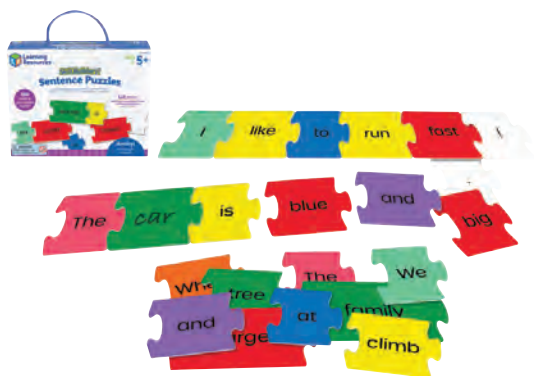 Learning Resources
Sentence Puzzles
5+
I like to run fast
The car is blue and big
The We
tree family
and at
climb